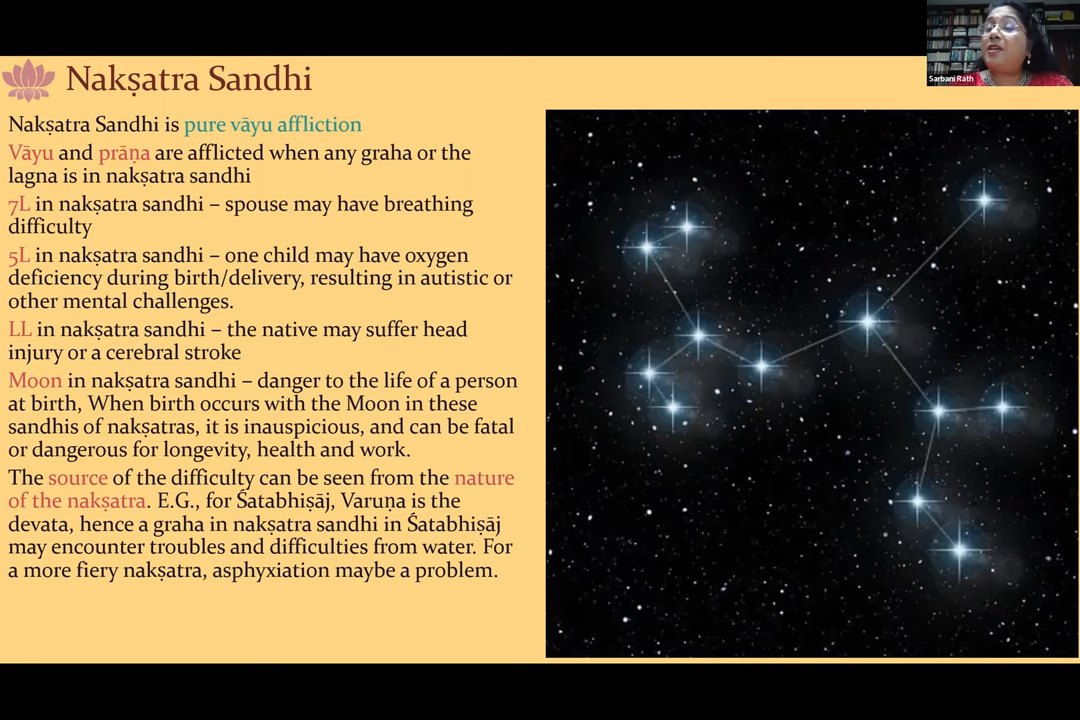 Sarbani Rath
Nakṣatra Sandhi
Nakṣatra Sandhi is pure vāyu affliction
Vāyu and prāṇa are afflicted when any graha or the
lagna is in nakṣatra sandhi
7L in nakṣatra sandhi – spouse may have breathing
difficulty
5L in nakṣatra sandhi – one child may have oxygen
deficiency during birth/delivery, resulting in autistic or
other mental challenges.
LL in nakṣatra sandhi – the native may suffer head
injury or a cerebral stroke
Moon in nakṣatra sandhi – danger to the life of a person
at birth, When birth occurs with the Moon in these
sandhis of nakṣatras, it is inauspicious, and can be fatal
or dangerous for longevity, health and work.
The source of the difficulty can be seen from the nature
of the nakṣatra. E.G., for Śatabhiṣāj, Varuṇa is the
devata, hence a graha in nakṣatra sandhi in Śatabhiṣāj
may encounter troubles and difficulties from water. For
a more fiery nakṣatra, asphyxiation maybe a problem.